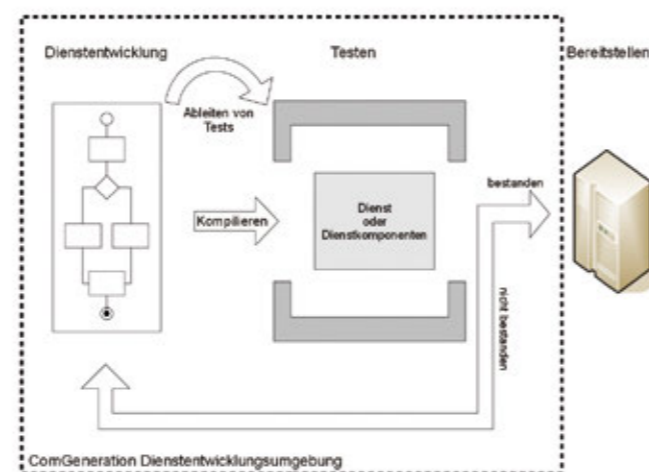 Dienstentwicklung
Testen
Bereitstellen
Ableiten von
Tests
Kompilieren
Dienst
oder
Dienstkomponenten
bestanden
nicht bestanden
ComGeneration Dienstentwicklungsumgebung